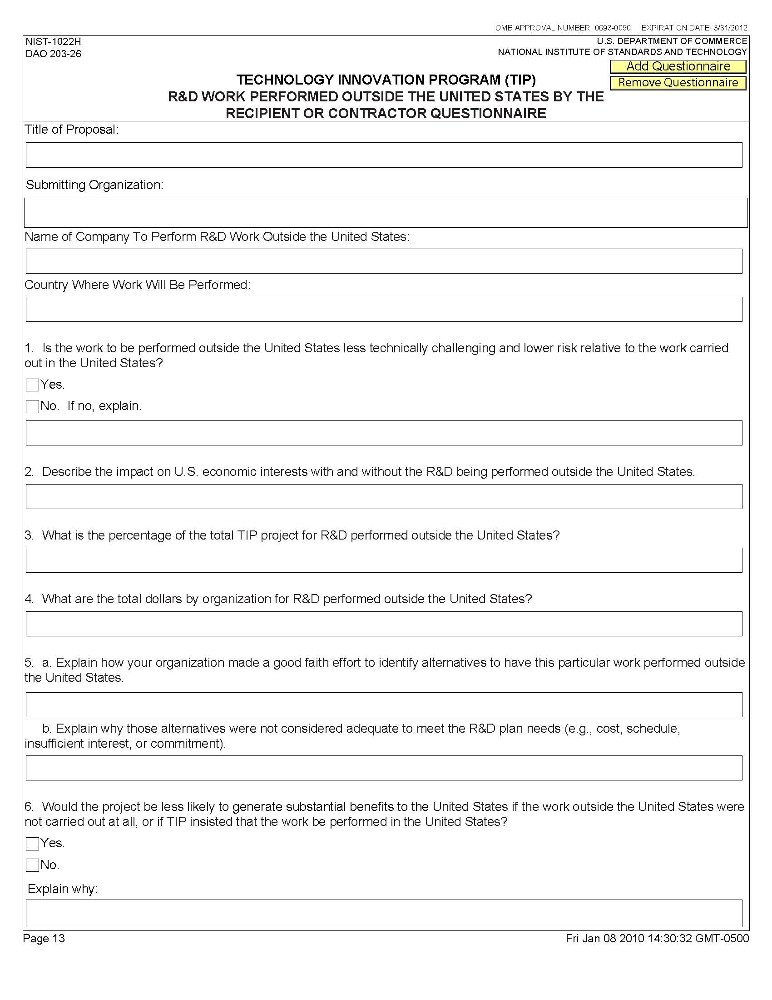 OMB APPROVAL NUMBER: 0693-0050 EXPIRATION DATE: 3/31/2012
NIST-1022H
DAO 203-26
U.S. DEPARTMENT OF COMMERCE
NATIONAL INSTITUTE OF STANDARDS AND TECHNOLOGY
Add Questionnaire
Remove Questionnaire
TECHNOLOGY INNOVATION PROGRAM (TIP)
R&D WORK PERFORMED OUTSIDE THE UNITED STATES BY THE
RECIPIENT OR CONTRACTOR QUESTIONNAIRE
Title of Proposal:
Submitting Organization:
Name of Company To Perform R&D Work Outside the United States:
Country Where Work Will Be Performed:
1. Is the work to be performed outside the United States less technically challenging and lower risk relative to the work carried
out in the United States?
Yes.
No. If no, explain.
2. Describe the impact on U.S. economic interests with and without the R&D being performed outside the United States.
3. What is the percentage of the total TIP project for R&D performed outside the United States?
4. What are the total dollars by organization for R&D performed outside the United States?
5. a. Explain how your organization made a good faith effort to identify alternatives to have this particular work performed outside
the United States.
b. Explain why those alternatives were not considered adequate to meet the R&D plan needs (e.g., cost, schedule,
insufficient interest, or commitment).
6. Would the project be less likely to generate substantial benefits to the United States if the work outside the United States were
not carried out at all, or if TIP insisted that the work be performed in the United States?
Yes.
No.
Explain why:
Page 13
Fri Jan 08 2010 14:30:32 GMT-0500